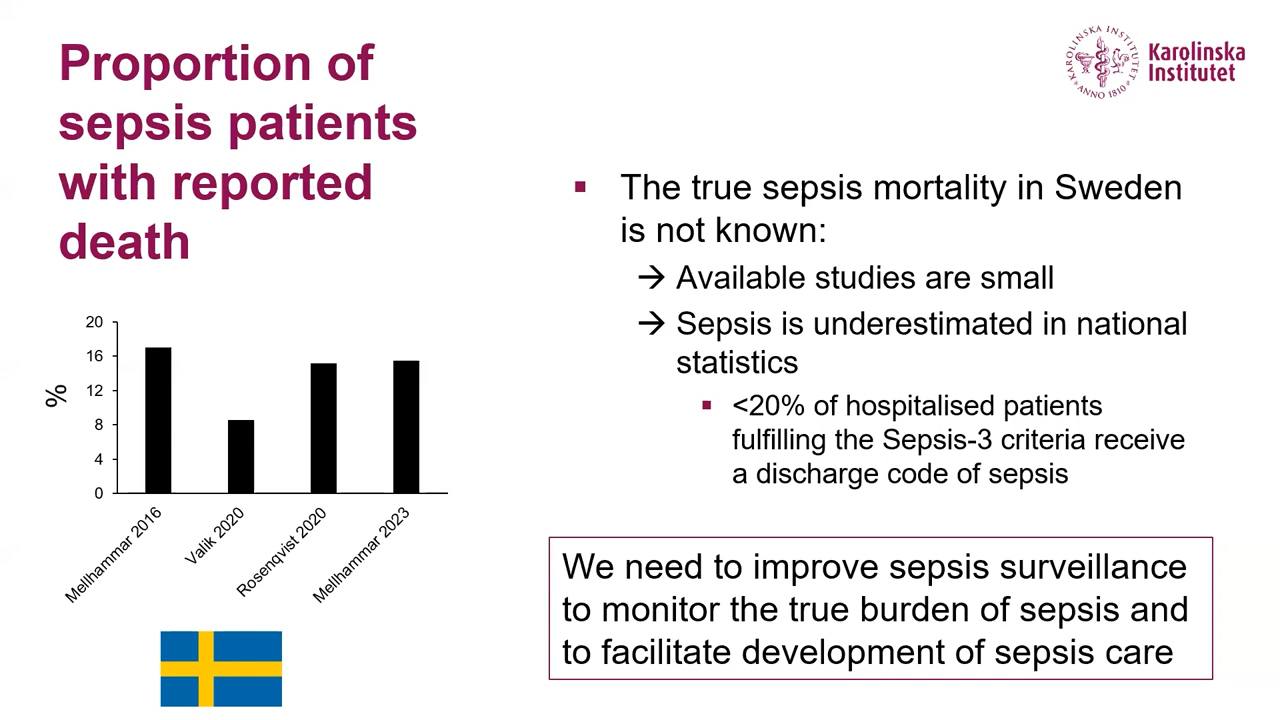 Proportion of
sepsis patients
with reported
death
KAROLINSKA INSTITUTET ANNO 1810
Karolinska
Institutet
%
20
16
12
8
4
0
Mellhammar 2016
Valik 2020
Rosenqvist 2020
Mellhammar 2023
▪ The true sepsis mortality in Sweden
is not known:
→ Available studies are small
→ Sepsis is underestimated in national
statistics
▪ <20% of hospitalised patients
fulfilling the Sepsis-3 criteria receive
a discharge code of sepsis
We need to improve sepsis surveillance
to monitor the true burden of sepsis and
to facilitate development of sepsis care